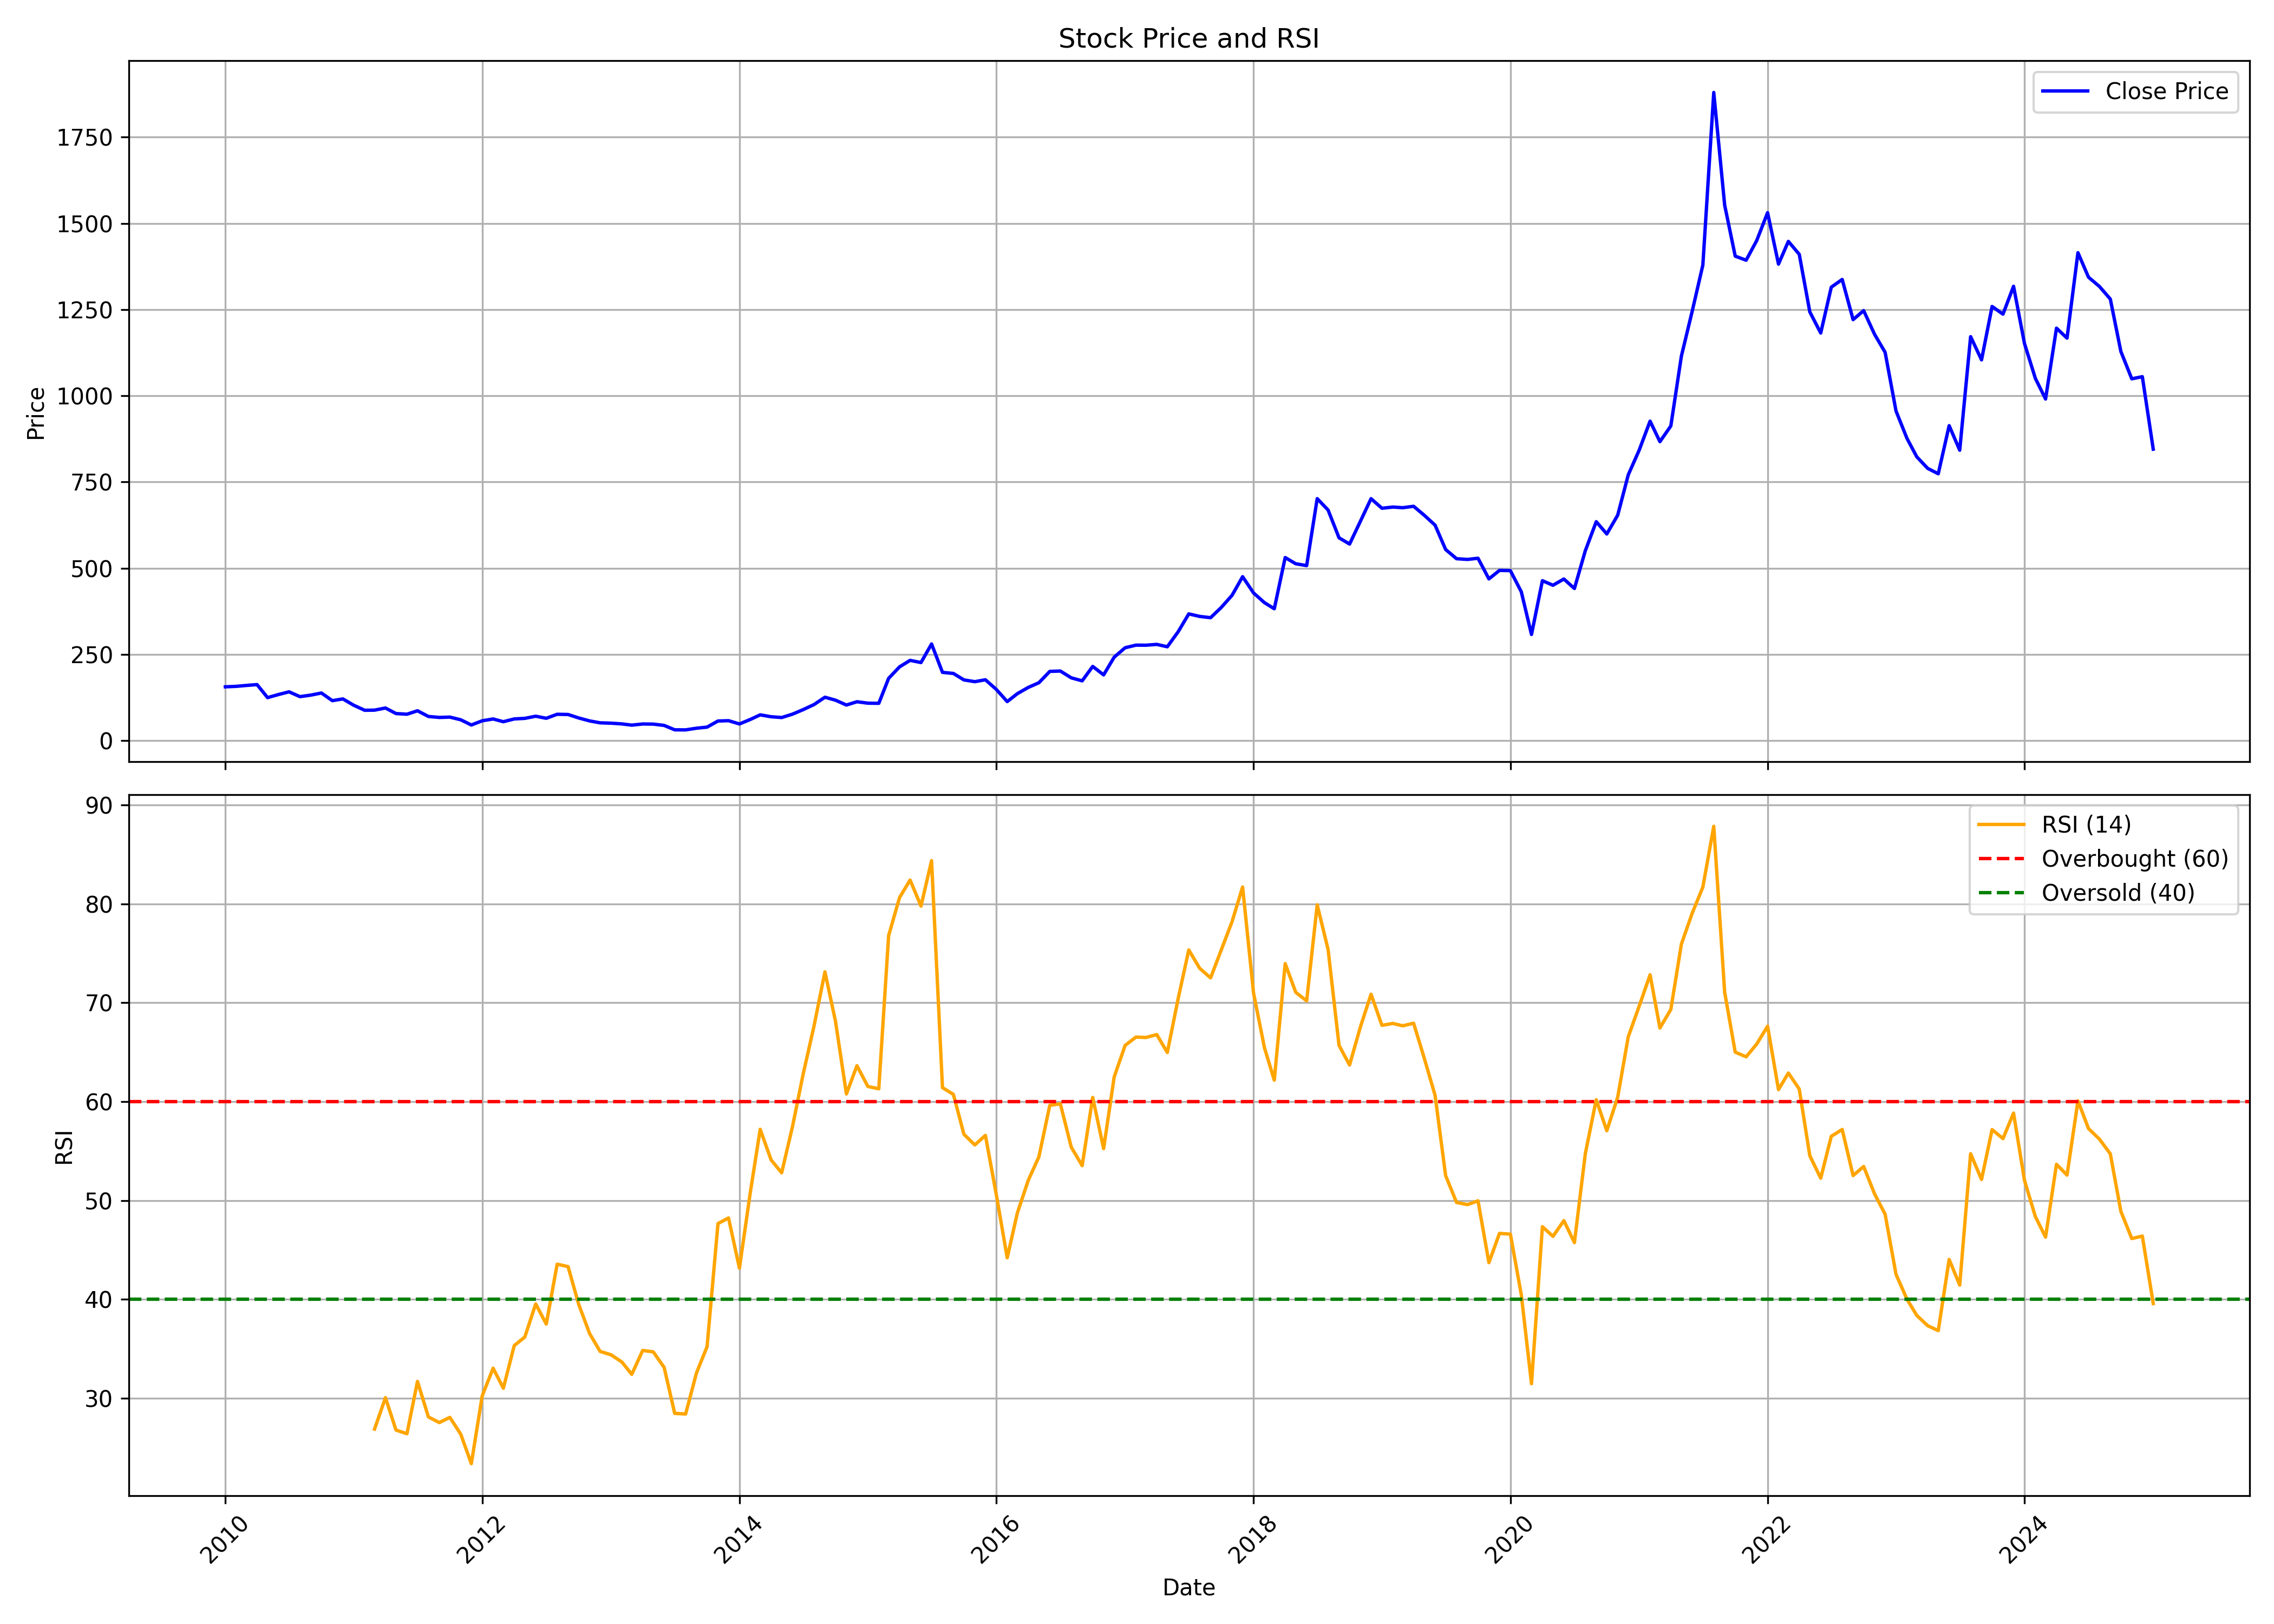 Stock Price and RSI
Close Price
1750
1500
1250
1000
750
500
250
0
Price
90
80
70
60
50
40
30
RSI
RSI (14)
Overbought (60)
Oversold (40)
2010
2012
2014
2016
2018
2020
2022
2024
Date